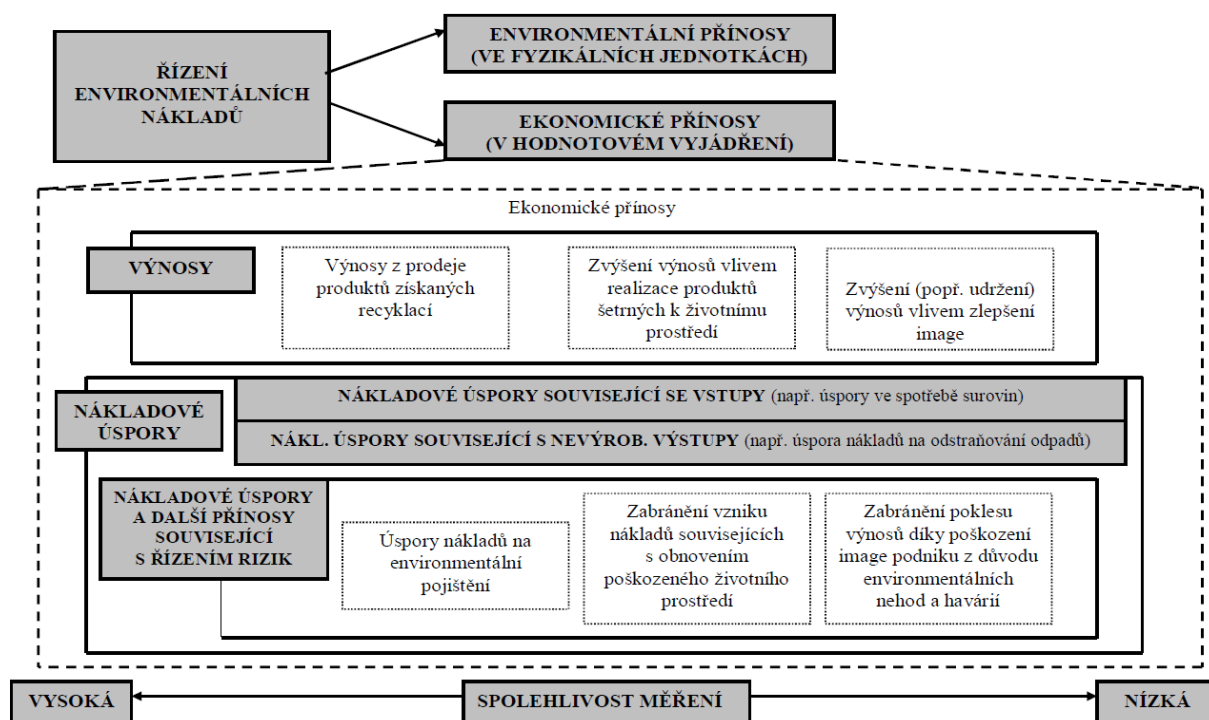 ŘÍZENÍ
ENVIRONMENTÁLNÍCH
NÁKLADŮ
ENVIRONMENTÁLNÍ PŘÍNOSY
(VE FYZIKÁLNÍCH JEDNOTKÁCH)
EKONOMICKÉ PŘÍNOSY
(V HODNOTOVÉM VYJÁDŘENÍ)
Ekonomické přínosy
VÝNOSY
Výnosy z prodeje
produktů získaných
recyklací
Zvýšení výnosů vlivem
realizace produktů
šetrných k životnímu
prostředí
Zvýšení (popř. udržení)
výnosů vlivem zlepšení
image
NÁKLADOVÉ
ÚSPORY
NÁKLADOVÉ ÚSPORY SOUVISEJÍCÍ SE VSTUPY (např. úspory ve spotřebě surovin)
NÁKL. ÚSPORY SOUVISEJÍCÍ S NEVÝROB. VÝSTUPY (např. úspora nákladů na odstraňování odpadů)
NÁKLADOVÉ ÚSPORY
A DALŠÍ PŘÍNOSY
SOUVISEJÍCÍ
S ŘÍZENÍM RIZIK
Úspory nákladů na
environmentální
pojištění
Zabránění vzniku
nákladů souvisejících
s obnovením
poškozeného životního
prostředí
Zabránění poklesu
výnosů díky poškození
image podniku z důvodu
environmentálních
nehod a havárií
VYSOKÁ
SPOLEHLIVOST MĚŘENÍ
NÍZKÁ